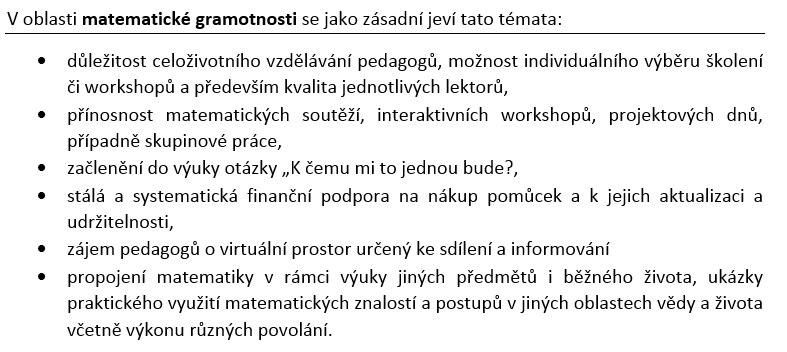 V oblasti matematické gramotnosti se jako zásadní jeví tato témata:
• důležitost celoživotního vzdělávání pedagogů, možnost individuálního výběru školení
či workshopů a především kvalita jednotlivých lektorů,
• přínosnost matematických soutěží, interaktivních workshopů, projektových dnů,
případně skupinové práce,
• začlenění do výuky otázky „K čemu mi to jednou bude?,
• stálá a systematická finanční podpora na nákup pomůcek a k jejich aktualizaci a
udržitelnosti,
• zájem pedagogů o virtuální prostor určený ke sdílení a informování
• propojení matematiky v rámci výuky jiných předmětů i běžného života, ukázky
praktického využití matematických znalostí a postupů v jiných oblastech vědy a života
včetně výkonu různých povolání.